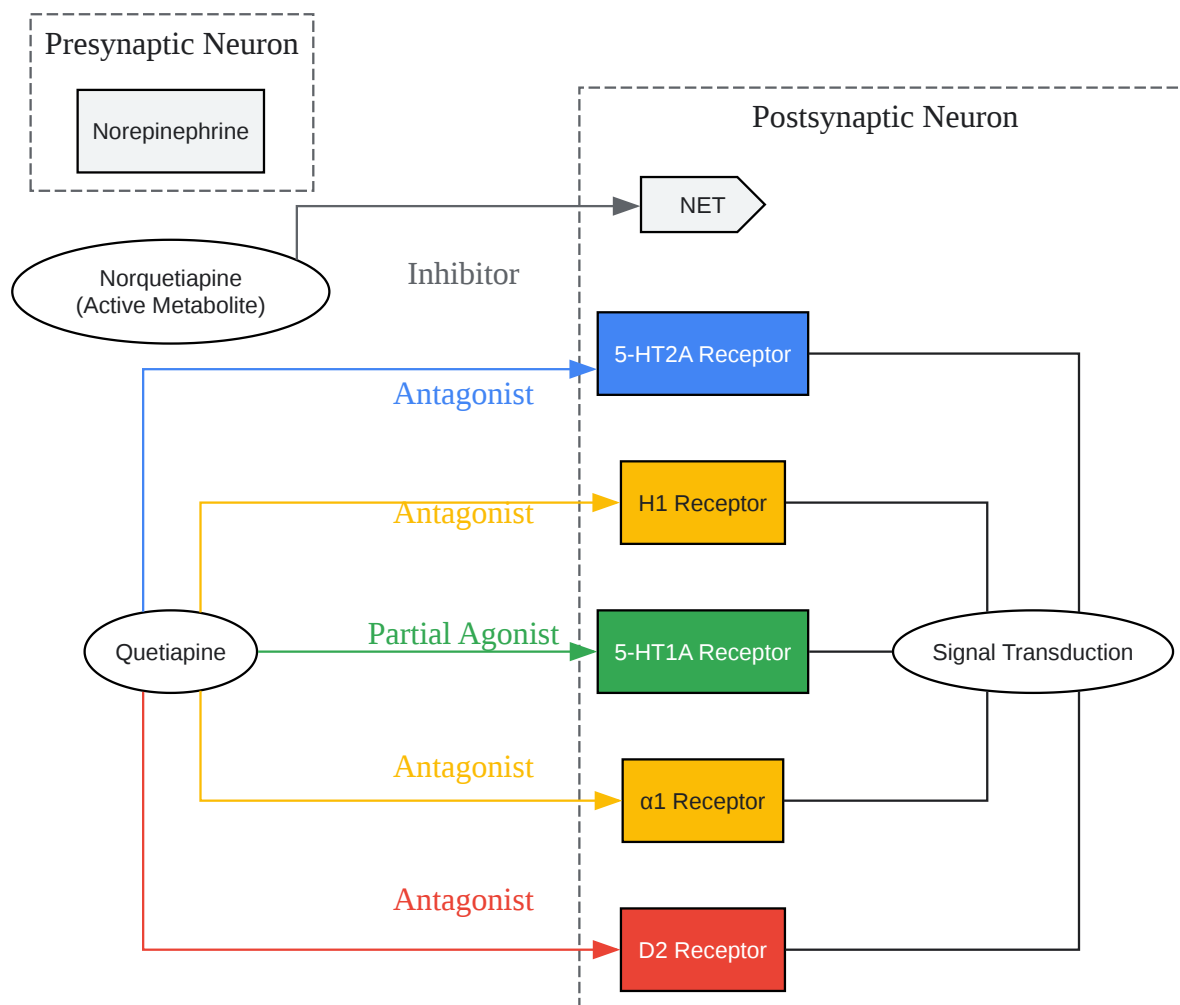 Presynaptic Neuron
Norepinephrine
Postsynaptic Neuron
NET
Norquetiapine
(Active Metabolite)
Inhibitor
5-HT2A Receptor
Antagonist
H1 Receptor
Antagonist
Partial Agonist
5-HT1A Receptor
Quetiapine
Signal Transduction
Antagonist
α1 Receptor
Antagonist
D2 Receptor